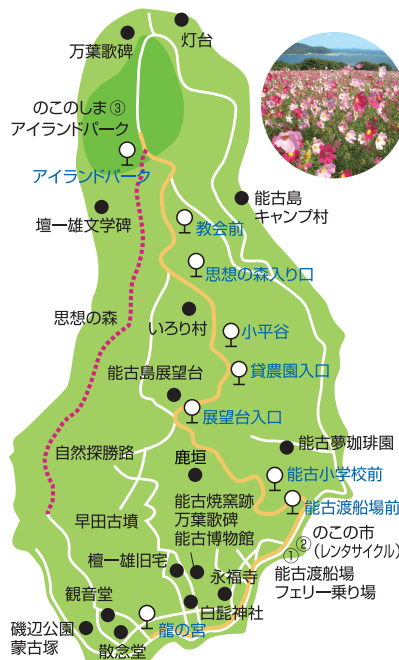 灯台
万葉歌碑
のこのしま③
アイランドパーク
アイランドパーク
能古島
キャンプ村
壇一雄文学碑
教会前
思想の森入り口
思想の森
いろり村
小平谷
貸農園入口
能古島展望台
展望台入口
能古夢珈琲園
自然探勝路
鹿垣
能古小学校前
能古焼窯跡
万葉歌碑
能古博物館
能古渡船場前
早田古墳
②のこの市
(レンタサイクル)
①
能古渡船場
フェリー乗り場
檀一雄旧宅
永福寺
観音堂
白髭神社
磯辺公園
蒙古塚
龍の宮
散念堂